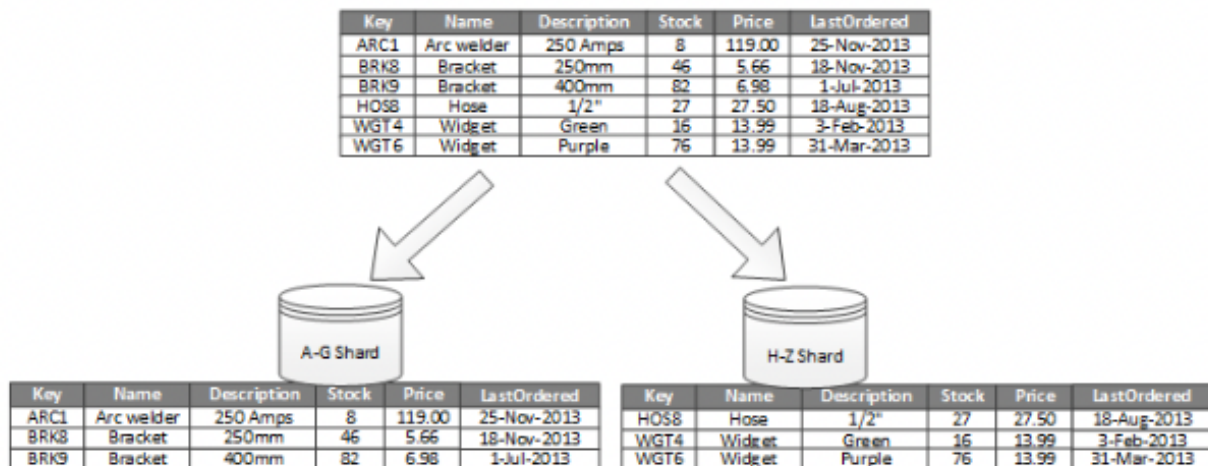 Key Name Description Stock Price LastOrdered
ARC1 Arc welder 250 Amps 8 119.00 25-Nov-2013
BRK8 Bracket 250mm 46 5.66 18-Nov-2013
BRK9 Bracket 400mm 82 6.98 1-Jul-2013
HOS8 Hose 1/2" 27 27.50 18-Aug-2013
WGT4 Widget Green 16 13.99 3-Feb-2013
WGT6 Widget Purple 76 13.99 31-Mar-2013
A-G Shard
Key Name Description Stock Price LastOrdered
ARC1 Arc welder 250 Amps 8 119.00 25-Nov-2013
BRK8 Bracket 250mm 46 5.66 18-Nov-2013
BRK9 Bracket 400mm 82 6.98 1-Jul-2013
H-Z Shard
Key Name Description Stock Price LastOrdered
HOS8 Hose 1/2" 27 27.50 18-Aug-2013
WGT4 Widget Green 16 13.99 3-Feb-2013
WGT6 Widget Purple 76 13.99 31-Mar-2013